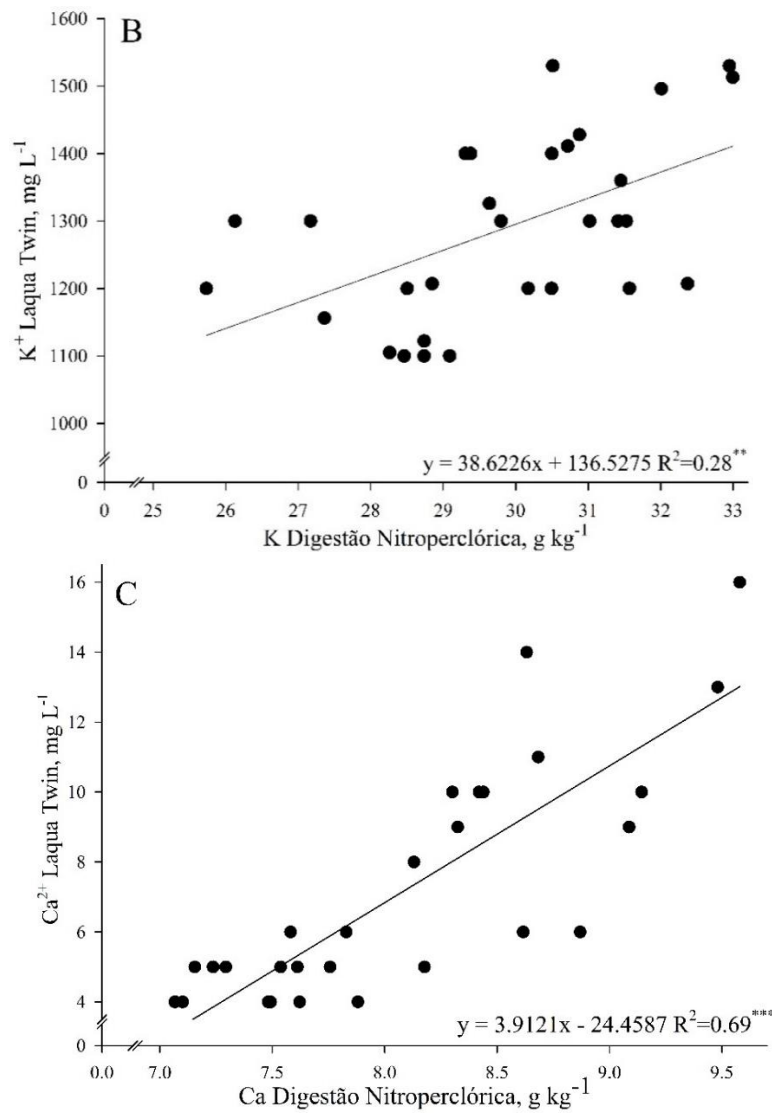 B
1600
1500
1400
1300
1200
1100
1000
0
K⁺ Laqua Twin, mg L⁻¹
y = 38.6226x + 136.5275 R²=0.28**
0 25 26 27 28 29 30 31 32 33
K Digestão Nitroperclórica, g kg⁻¹
C
16
14
12
10
8
6
4
0
Ca²⁺ Laqua Twin, mg L⁻¹
y = 3.9121x - 24.4587 R²=0.69***
0.0 7.0 7.5 8.0 8.5 9.0 9.5
Ca Digestão Nitroperclórica, g kg⁻¹